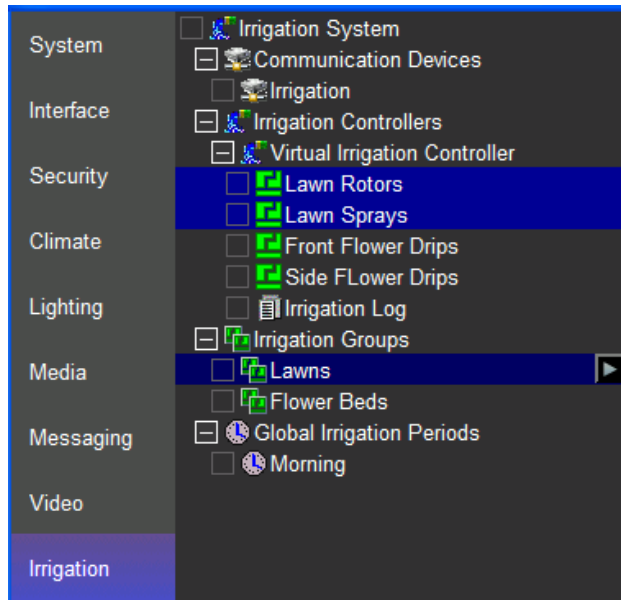 System
Interface
Security
Climate
Lighting
Media
Messaging
Video
Irrigation
Irrigation System
Communication Devices
Irrigation
Irrigation Controllers
Virtual Irrigation Controller
Lawn Rotors
Lawn Sprays
Front Flower Drips
Side FLower Drips
Irrigation Log
Irrigation Groups
Lawns
Flower Beds
Global Irrigation Periods
Morning